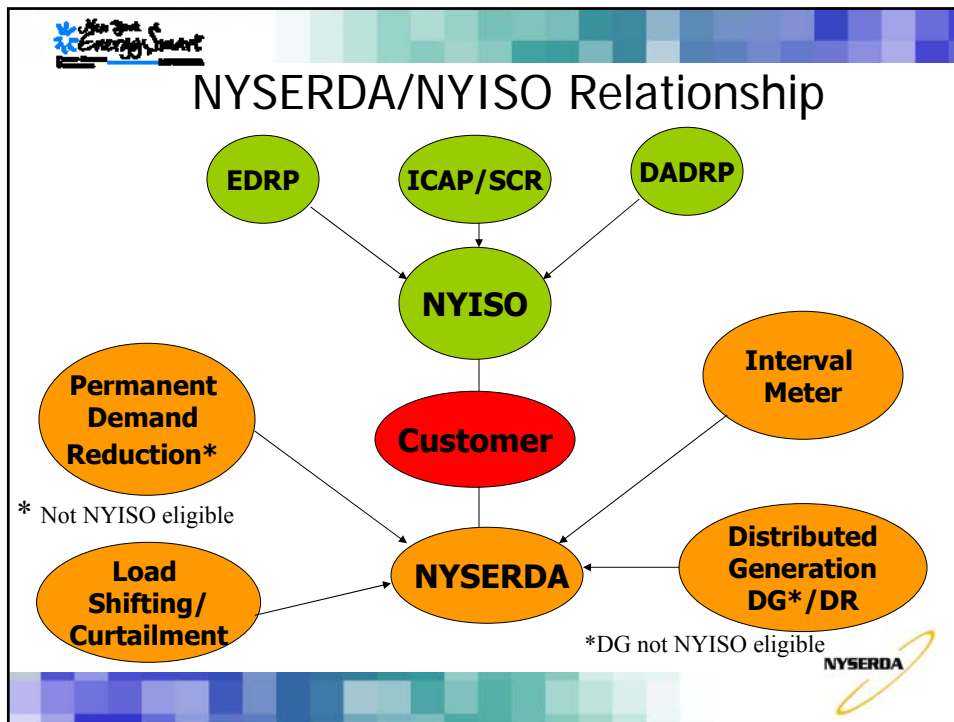 New York
Energy $mart
NYSERDA/NYISO Relationship
EDRP
ICAP/SCR
DADRP
NYISO
Interval
Meter
Permanent
Demand
Reduction*
Customer
* Not NYISO eligible
Distributed
Generation
DG*/DR
NYSERDA
Load
Shifting/
Curtailment
*DG not NYISO eligible
NYSERDA